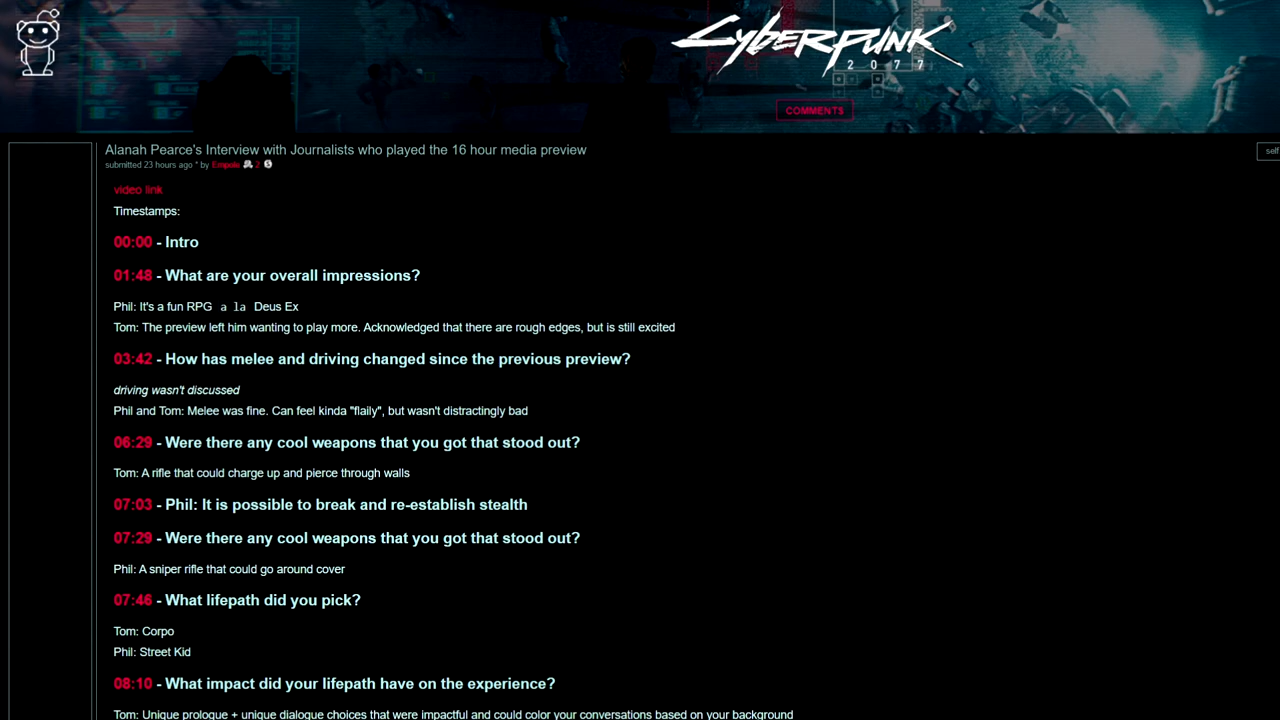 CYBERPUNK
2077
COMMENTS
Alanah Pearce's Interview with Journalists who played the 16 hour media preview
self
submitted 23 hours ago * by Empole 2 S
video link
Timestamps:
00:00 - Intro
01:48 - What are your overall impressions?
Phil: It's a fun RPG a la Deus Ex
Tom: The preview left him wanting to play more. Acknowledged that there are rough edges, but is still excited
03:42 - How has melee and driving changed since the previous preview?
driving wasn't discussed
Phil and Tom: Melee was fine. Can feel kinda "flaily", but wasn't distractingly bad
06:29 - Were there any cool weapons that you got that stood out?
Tom: A rifle that could charge up and pierce through walls
07:03 - Phil: It is possible to break and re-establish stealth
07:29 - Were there any cool weapons that you got that stood out?
Phil: A sniper rifle that could go around cover
07:46 - What lifepath did you pick?
Tom: Corpo
Phil: Street Kid
08:10 - What impact did your lifepath have on the experience?
Tom: Unique prologue + unique dialogue choices that were impactful and could color your conversations based on your background